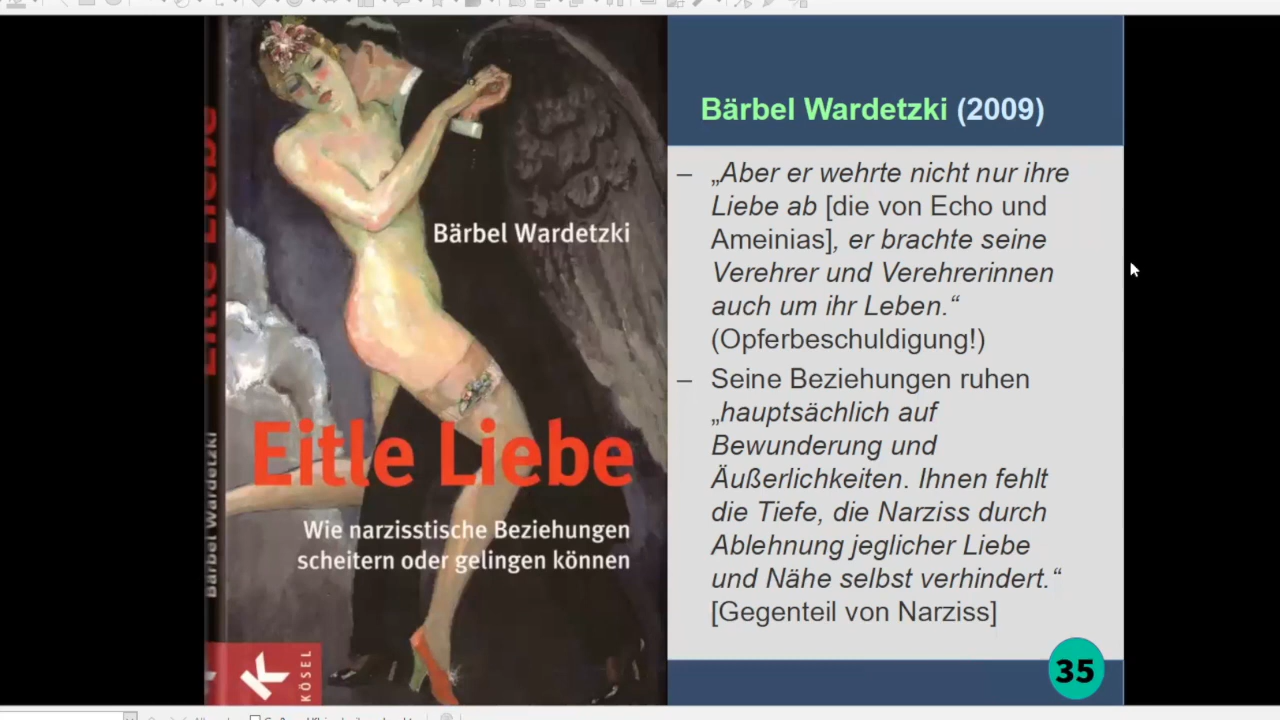 Bärbel Wardetzki
Eitle Liebe
Wie narzisstische Beziehungen
scheitern oder gelingen können
Eitle Liebe
Bärbel Wardetzki
KÖSEL
Bärbel Wardetzki (2009)
– „Aber er wehrte nicht nur ihre
Liebe ab [die von Echo und
Ameinias], er brachte seine
Verehrer und Verehrerinnen
auch um ihr Leben.“
(Opferbeschuldigung!)
– Seine Beziehungen ruhen
„hauptsächlich auf
Bewunderung und
Äußerlichkeiten. Ihnen fehlt
die Tiefe, die Narziss durch
Ablehnung jeglicher Liebe
und Nähe selbst verhindert.“
[Gegenteil von Narziss]
35